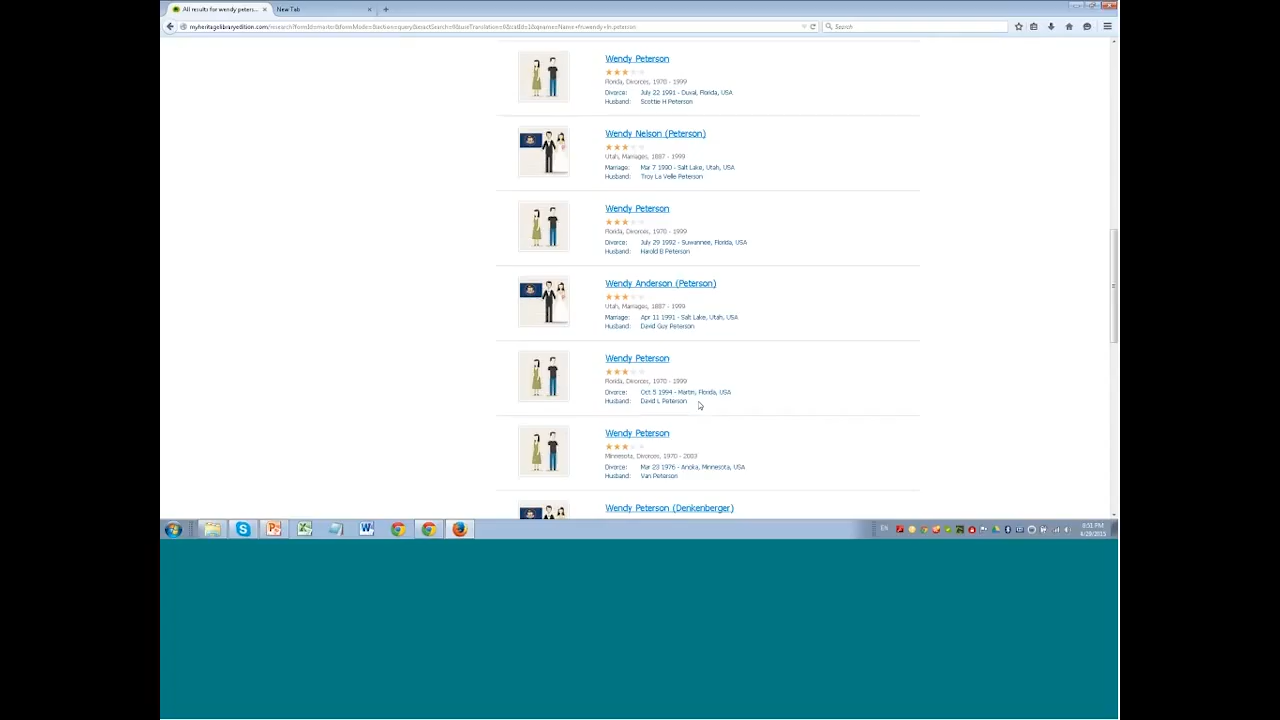 All results for wendy peters...
New Tab
Search
Wendy Peterson
Florida, Divorces, 1970 - 1999
Divorce: July 22 1991 - Duval, Florida, USA
Husband: Scottie H Peterson
Wendy Nelson (Peterson)
Utah, Marriages, 1887 - 1999
Marriage: Mar 7 1990 - Salt Lake, Utah, USA
Husband: Troy La Velle Peterson
Wendy Peterson
Florida, Divorces, 1970 - 1999
Divorce: July 29 1992 - Suwannee, Florida, USA
Husband: Harold B Peterson
Wendy Anderson (Peterson)
Utah, Marriages, 1887 - 1999
Marriage: Apr 11 1991 - Salt Lake, Utah, USA
Husband: David Guy Peterson
Wendy Peterson
Florida, Divorces, 1970 - 1999
Divorce: Oct 5 1994 - Martin, Florida, USA
Husband: David L Peterson
Wendy Peterson
Minnesota, Divorces, 1970 - 2003
Divorce: Mar 23 1976 - Anoka, Minnesota, USA
Husband: Van Peterson
Wendy Peterson (Denkenberger)
EN